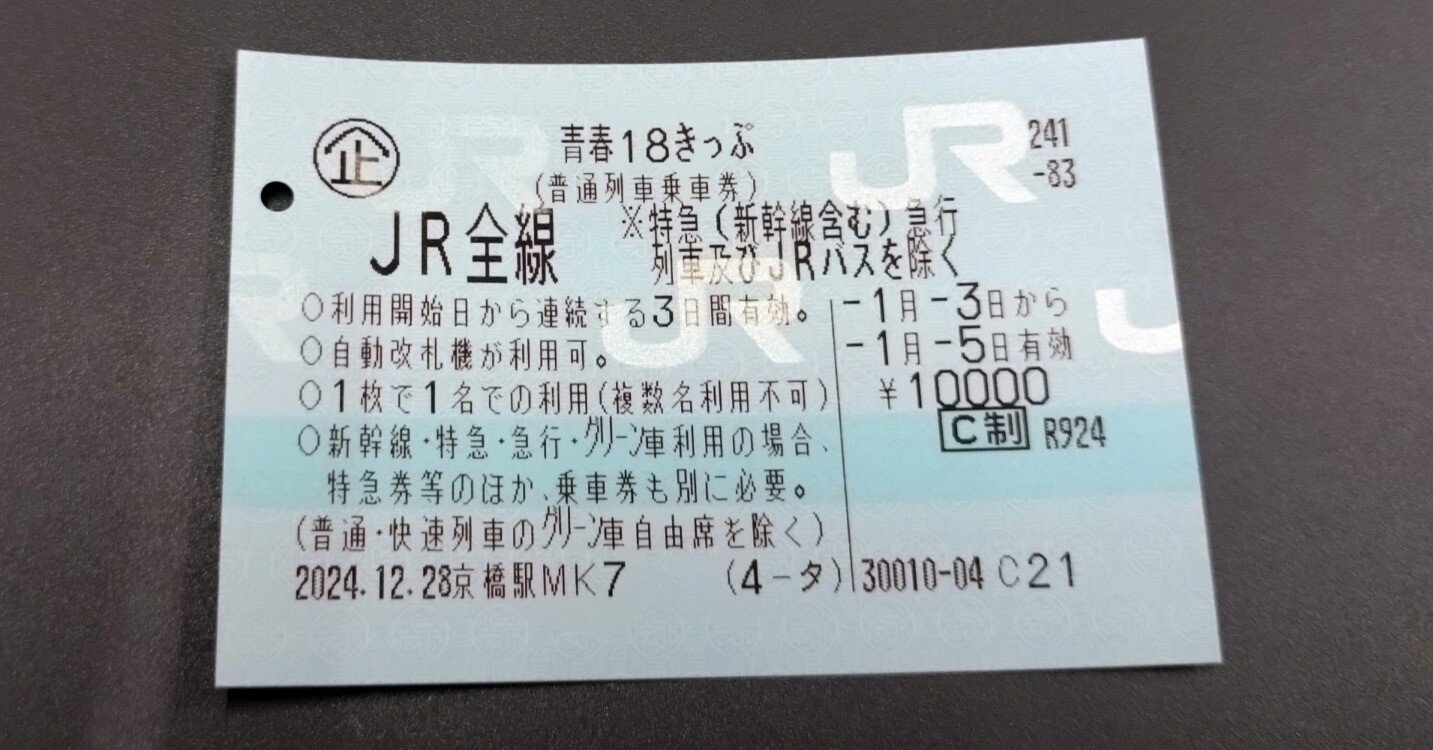 企 青春18きっぷ 241
(普通列車乗車券) -83
JR全線 ※特急(新幹線含む)急行
列車及びJRバスを除く
○利用開始日から連続する3日間有効。
○自動改札機が利用可。
○1枚で1名での利用(複数名利用不可)
○新幹線・特急・急行・グリーン車利用の場合、
特急券等のほか、乗車券も別に必要。
(普通・快速列車のグリーン車自由席を除く)
-1月-3日から
-1月-5日有効
¥10000
C制 R924
2024.12.28京橋駅MK7 (4-タ) 30010-04 C21
JR
JR
JR